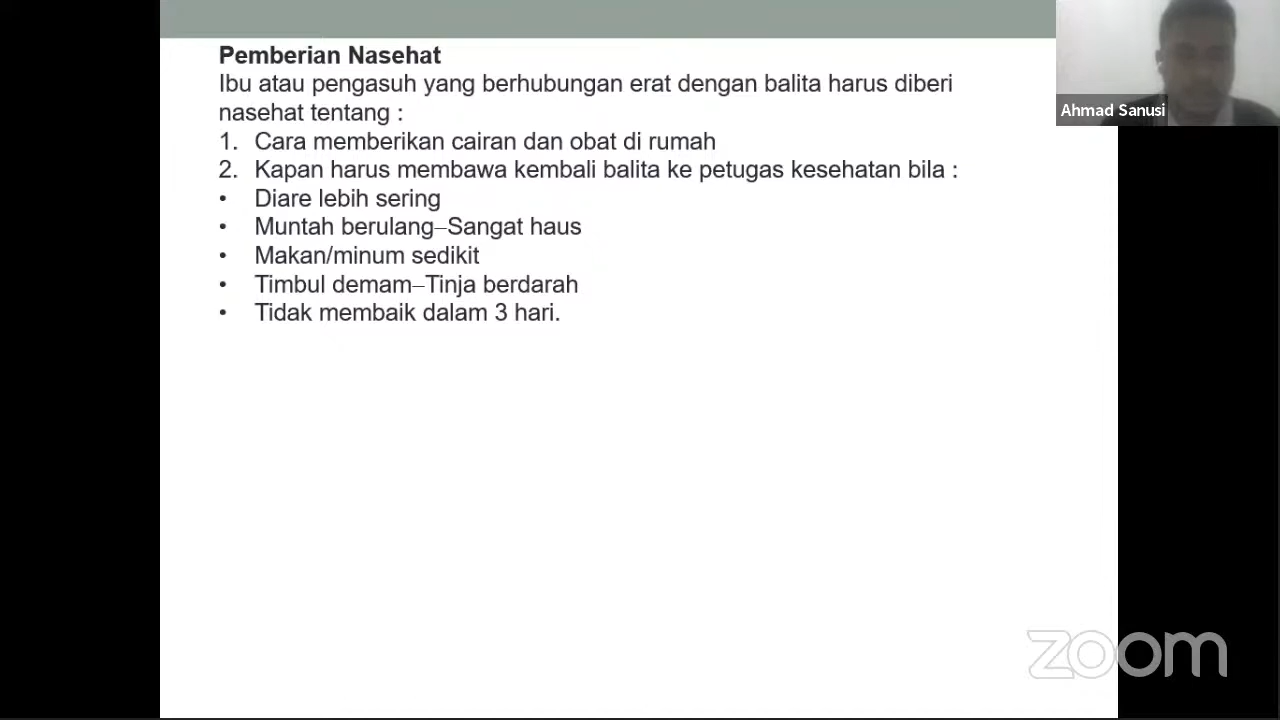 Pemberian Nasehat
Ibu atau pengasuh yang berhubungan erat dengan balita harus diberi
nasehat tentang :
1. Cara memberikan cairan dan obat di rumah
2. Kapan harus membawa kembali balita ke petugas kesehatan bila :
• Diare lebih sering
• Muntah berulang–Sangat haus
• Makan/minum sedikit
• Timbul demam–Tinja berdarah
• Tidak membaik dalam 3 hari.
Ahmad Sanusi
zoom